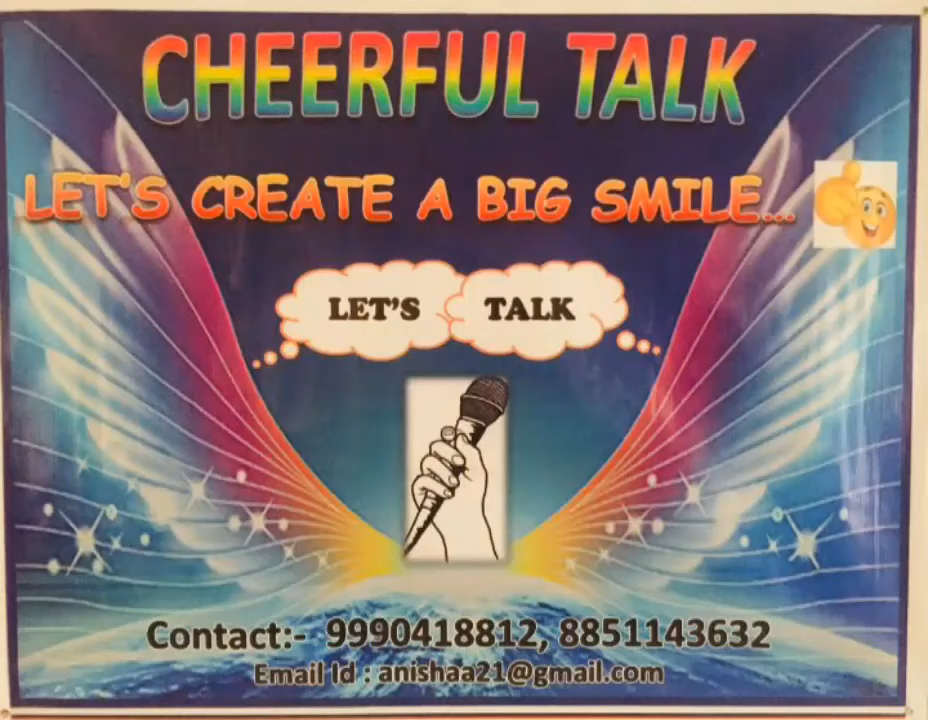 CHEERFUL TALK
LET'S CREATE A BIG SMILE...
LET'S TALK
Contact:- 9990418812, 8851143632
Email Id : anishaa21@gmail.com